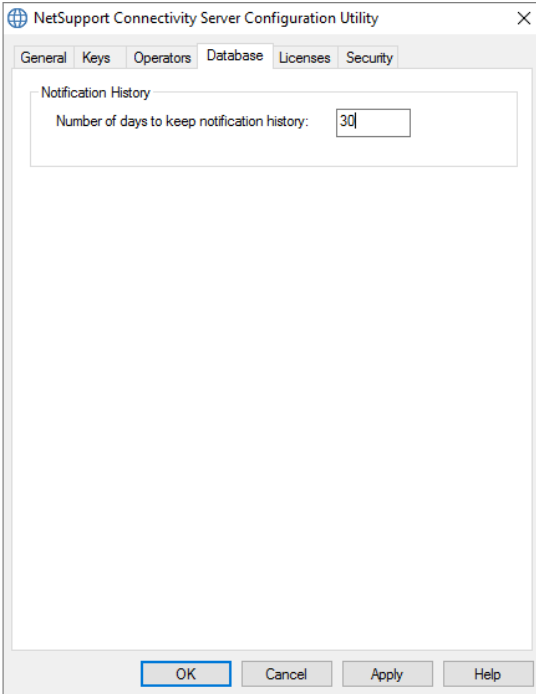 NetSupport Connectivity Server Configuration Utility
General Keys Operators Database Licenses Security
Notification History
Number of days to keep notification history: 30
OK Cancel Apply Help